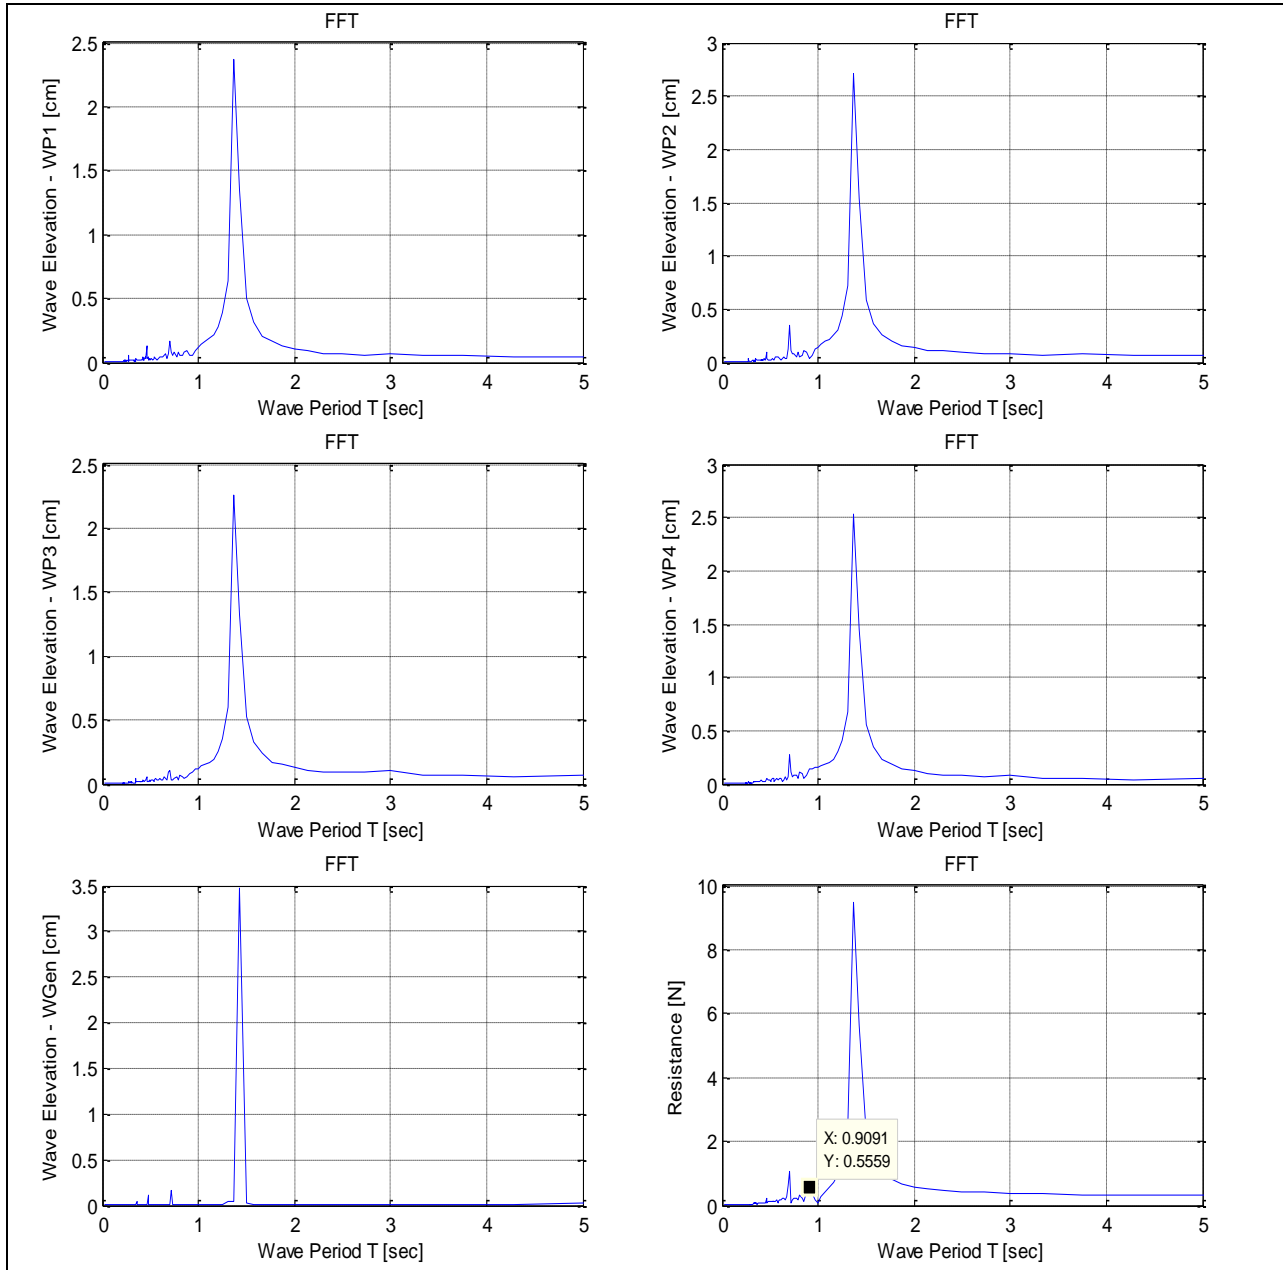 FFT
Wave Elevation - WP1 [cm]
2.5
2
1.5
1
0.5
0
0 1 2 3 4 5
Wave Period T [sec]
FFT
Wave Elevation - WP2 [cm]
3
2.5
2
1.5
1
0.5
0
0 1 2 3 4 5
Wave Period T [sec]
FFT
Wave Elevation - WP3 [cm]
2.5
2
1.5
1
0.5
0
0 1 2 3 4 5
Wave Period T [sec]
FFT
Wave Elevation - WP4 [cm]
3
2.5
2
1.5
1
0.5
0
0 1 2 3 4 5
Wave Period T [sec]
FFT
Wave Elevation - WGen [cm]
3.5
3
2.5
2
1.5
1
0.5
0
0 1 2 3 4 5
Wave Period T [sec]
FFT
Resistance [N]
10
8
6
4
2
0
X: 0.9091
Y: 0.5559
0 1 2 3 4 5
Wave Period T [sec]